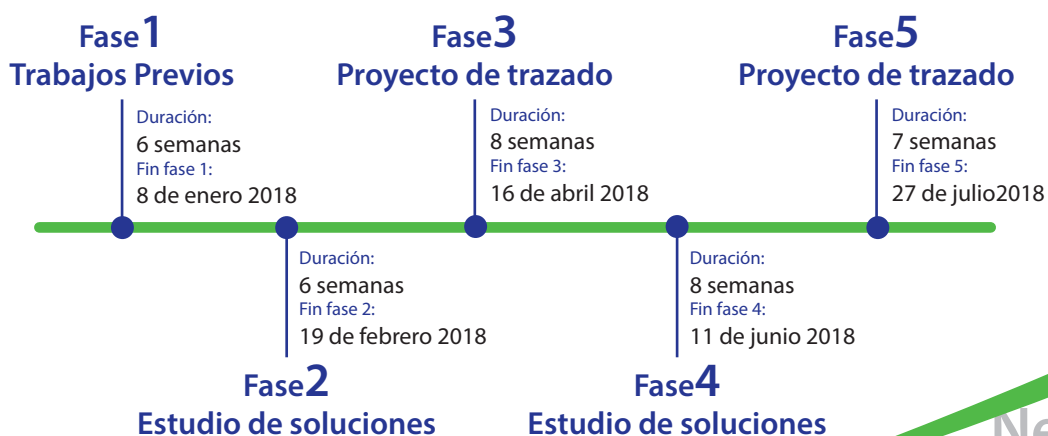 Fase1
Trabajos Previos
Duración:
6 semanas
Fin fase 1:
8 de enero 2018
Fase3
Proyecto de trazado
Duración:
8 semanas
Fin fase 3:
16 de abril 2018
Fase5
Proyecto de trazado
Duración:
7 semanas
Fin fase 5:
27 de julio2018
Duración:
6 semanas
Fin fase 2:
19 de febrero 2018
Fase2
Estudio de soluciones
Duración:
8 semanas
Fin fase 4:
11 de junio 2018
Fase4
Estudio de soluciones